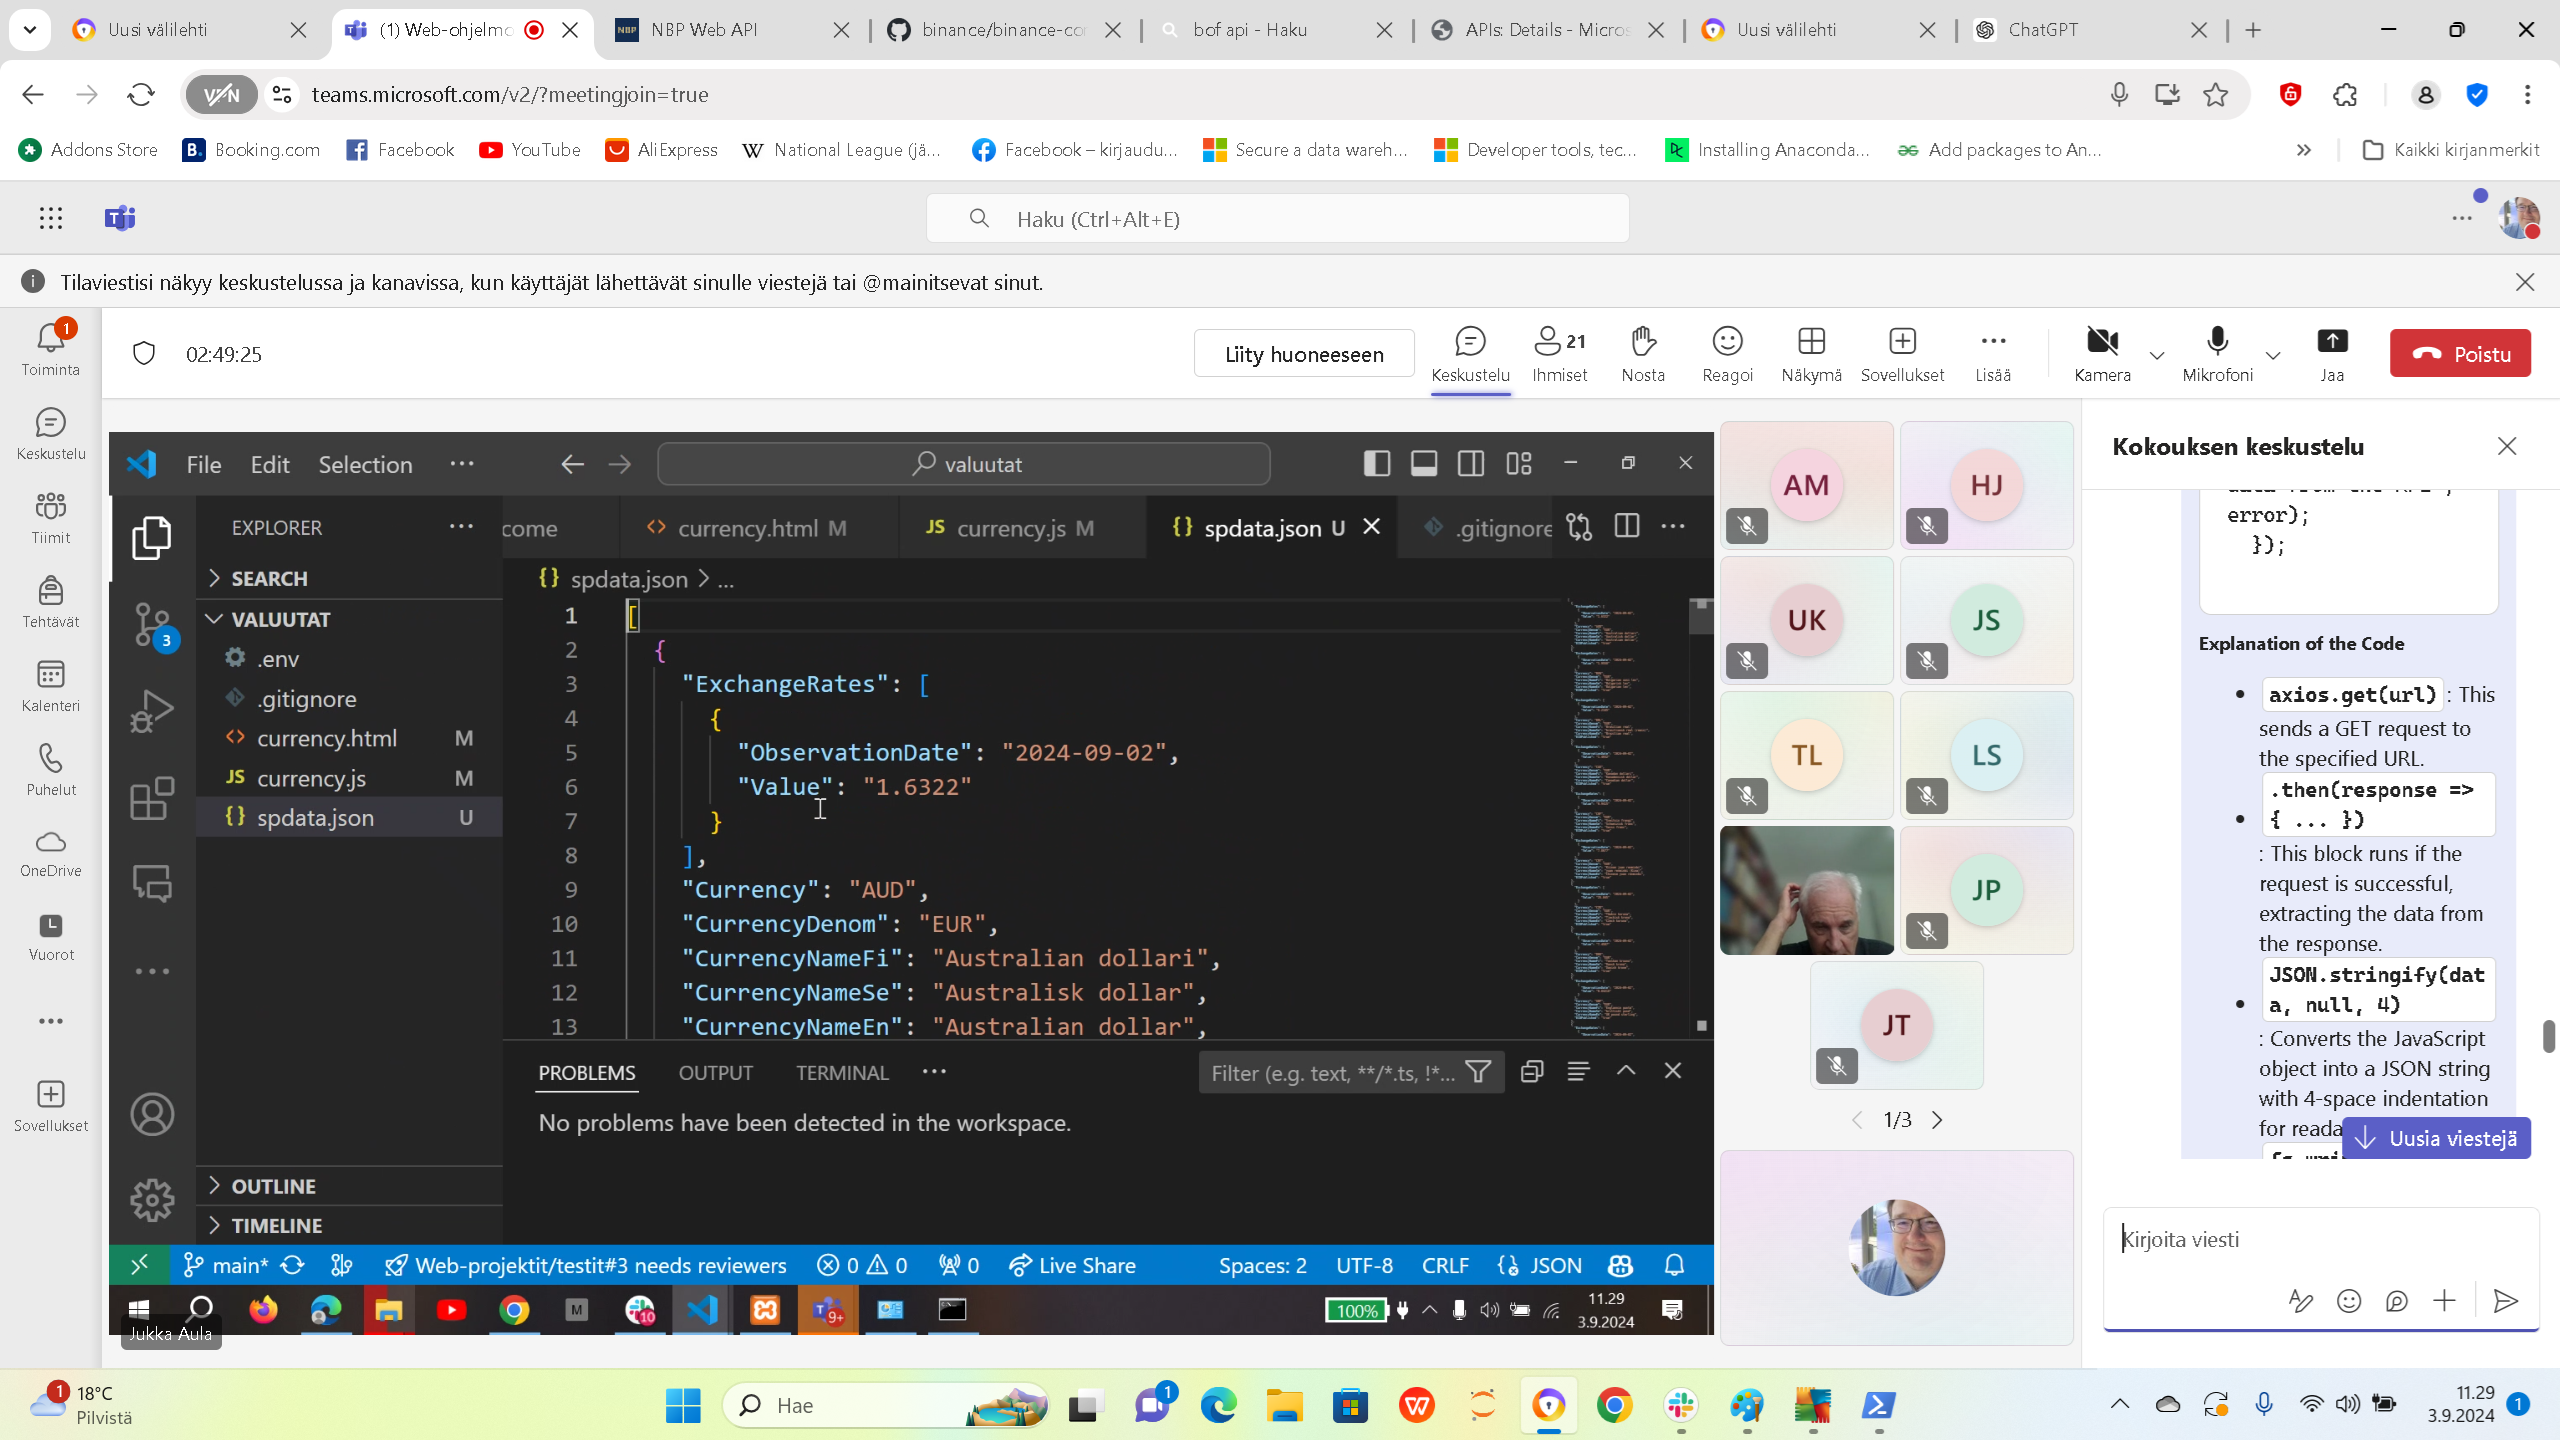 Uusi välilehti
(1) Web-ohjelmo
NBP Web API
binance/binance-cor
bof api - Haku
APIs: Details - Micros
Uusi välilehti
ChatGPT
VPN
teams.microsoft.com/v2/?meetingjoin=true
Addons Store
Booking.com
Facebook
YouTube
AliExpress
National League (jä...
Facebook – kirjaudu...
Secure a data wareh...
Developer tools, tec...
Installing Anaconda...
Add packages to An...
Kaikki kirjanmerkit
Haku (Ctrl+Alt+E)
Tilaviestisi näkyy keskustelussa ja kanavissa, kun käyttäjät lähettävät sinulle viestejä tai @mainitsevat sinut.
1
Toiminta
Keskustelu
Tiimit
Tehtävät
Kalenteri
Puhelut
OneDrive
Vuorot
Sovellukset
02:49:25
Liity huoneeseen
Keskustelu
21
Ihmiset
Nosta
Reagoi
Näkymä
Sovellukset
Lisää
Kamera
Mikrofoni
Jaa
Poistu
File Edit Selection ...
valuutat
EXPLORER
SEARCH
VALUUTAT
.env
.gitignore
currency.html M
currency.js M
spdata.json U
3
OUTLINE
TIMELINE
come
currency.html M
JS currency.js M
{} spdata.json U
.gitignore
{} spdata.json > ...
1 [
2 {
3 "ExchangeRates": [
4 {
5 "ObservationDate": "2024-09-02",
6 "Value": "1.6322"
7 }
8 ],
9 "Currency": "AUD",
10 "CurrencyDenom": "EUR",
11 "CurrencyNameFi": "Australian dollari",
12 "CurrencyNameSe": "Australisk dollar",
13 "CurrencyNameEn": "Australian dollar",
PROBLEMS OUTPUT TERMINAL ...
Filter (e.g. text, **/*.ts, !*...
No problems have been detected in the workspace.
main*
Web-projektit/testit#3 needs reviewers
0 0
0
Live Share
Spaces: 2
UTF-8
CRLF
{} JSON
10
9+
100%
11.29
3.9.2024
Jukka Aula
AM
HJ
UK
JS
TL
LS
JP
JT
1/3
Kokouksen keskustelu
error);
});
Explanation of the Code
axios.get(url) : This
sends a GET request to
the specified URL.
.then(response =>
{ ... })
: This block runs if the
request is successful,
extracting the data from
the response.
JSON.stringify(dat
a, null, 4)
: Converts the JavaScript
object into a JSON string
with 4-space indentation
for reada
Uusia viestejä
Kirjoita viesti
1
18°C
Pilvistä
Hae
1
11.29
3.9.2024
1